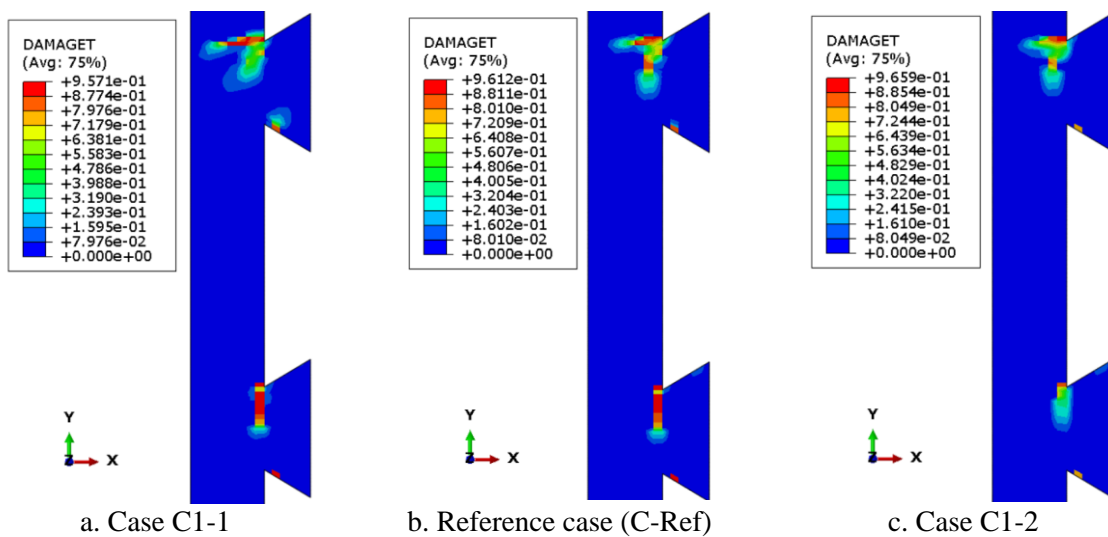 DAMAGET
(Avg: 75%)
+9.571e-01
+8.774e-01
+7.976e-01
+7.179e-01
+6.381e-01
+5.583e-01
+4.786e-01
+3.988e-01
+3.190e-01
+2.393e-01
+1.595e-01
+7.976e-02
+0.000e+00
Y
Z
X
a. Case C1-1
DAMAGET
(Avg: 75%)
+9.612e-01
+8.811e-01
+8.010e-01
+7.209e-01
+6.408e-01
+5.607e-01
+4.806e-01
+4.005e-01
+3.204e-01
+2.403e-01
+1.602e-01
+8.010e-02
+0.000e+00
Y
Z
X
b. Reference case (C-Ref)
DAMAGET
(Avg: 75%)
+9.659e-01
+8.854e-01
+8.049e-01
+7.244e-01
+6.439e-01
+5.634e-01
+4.829e-01
+4.024e-01
+3.220e-01
+2.415e-01
+1.610e-01
+8.049e-02
+0.000e+00
Y
Z
X
c. Case C1-2